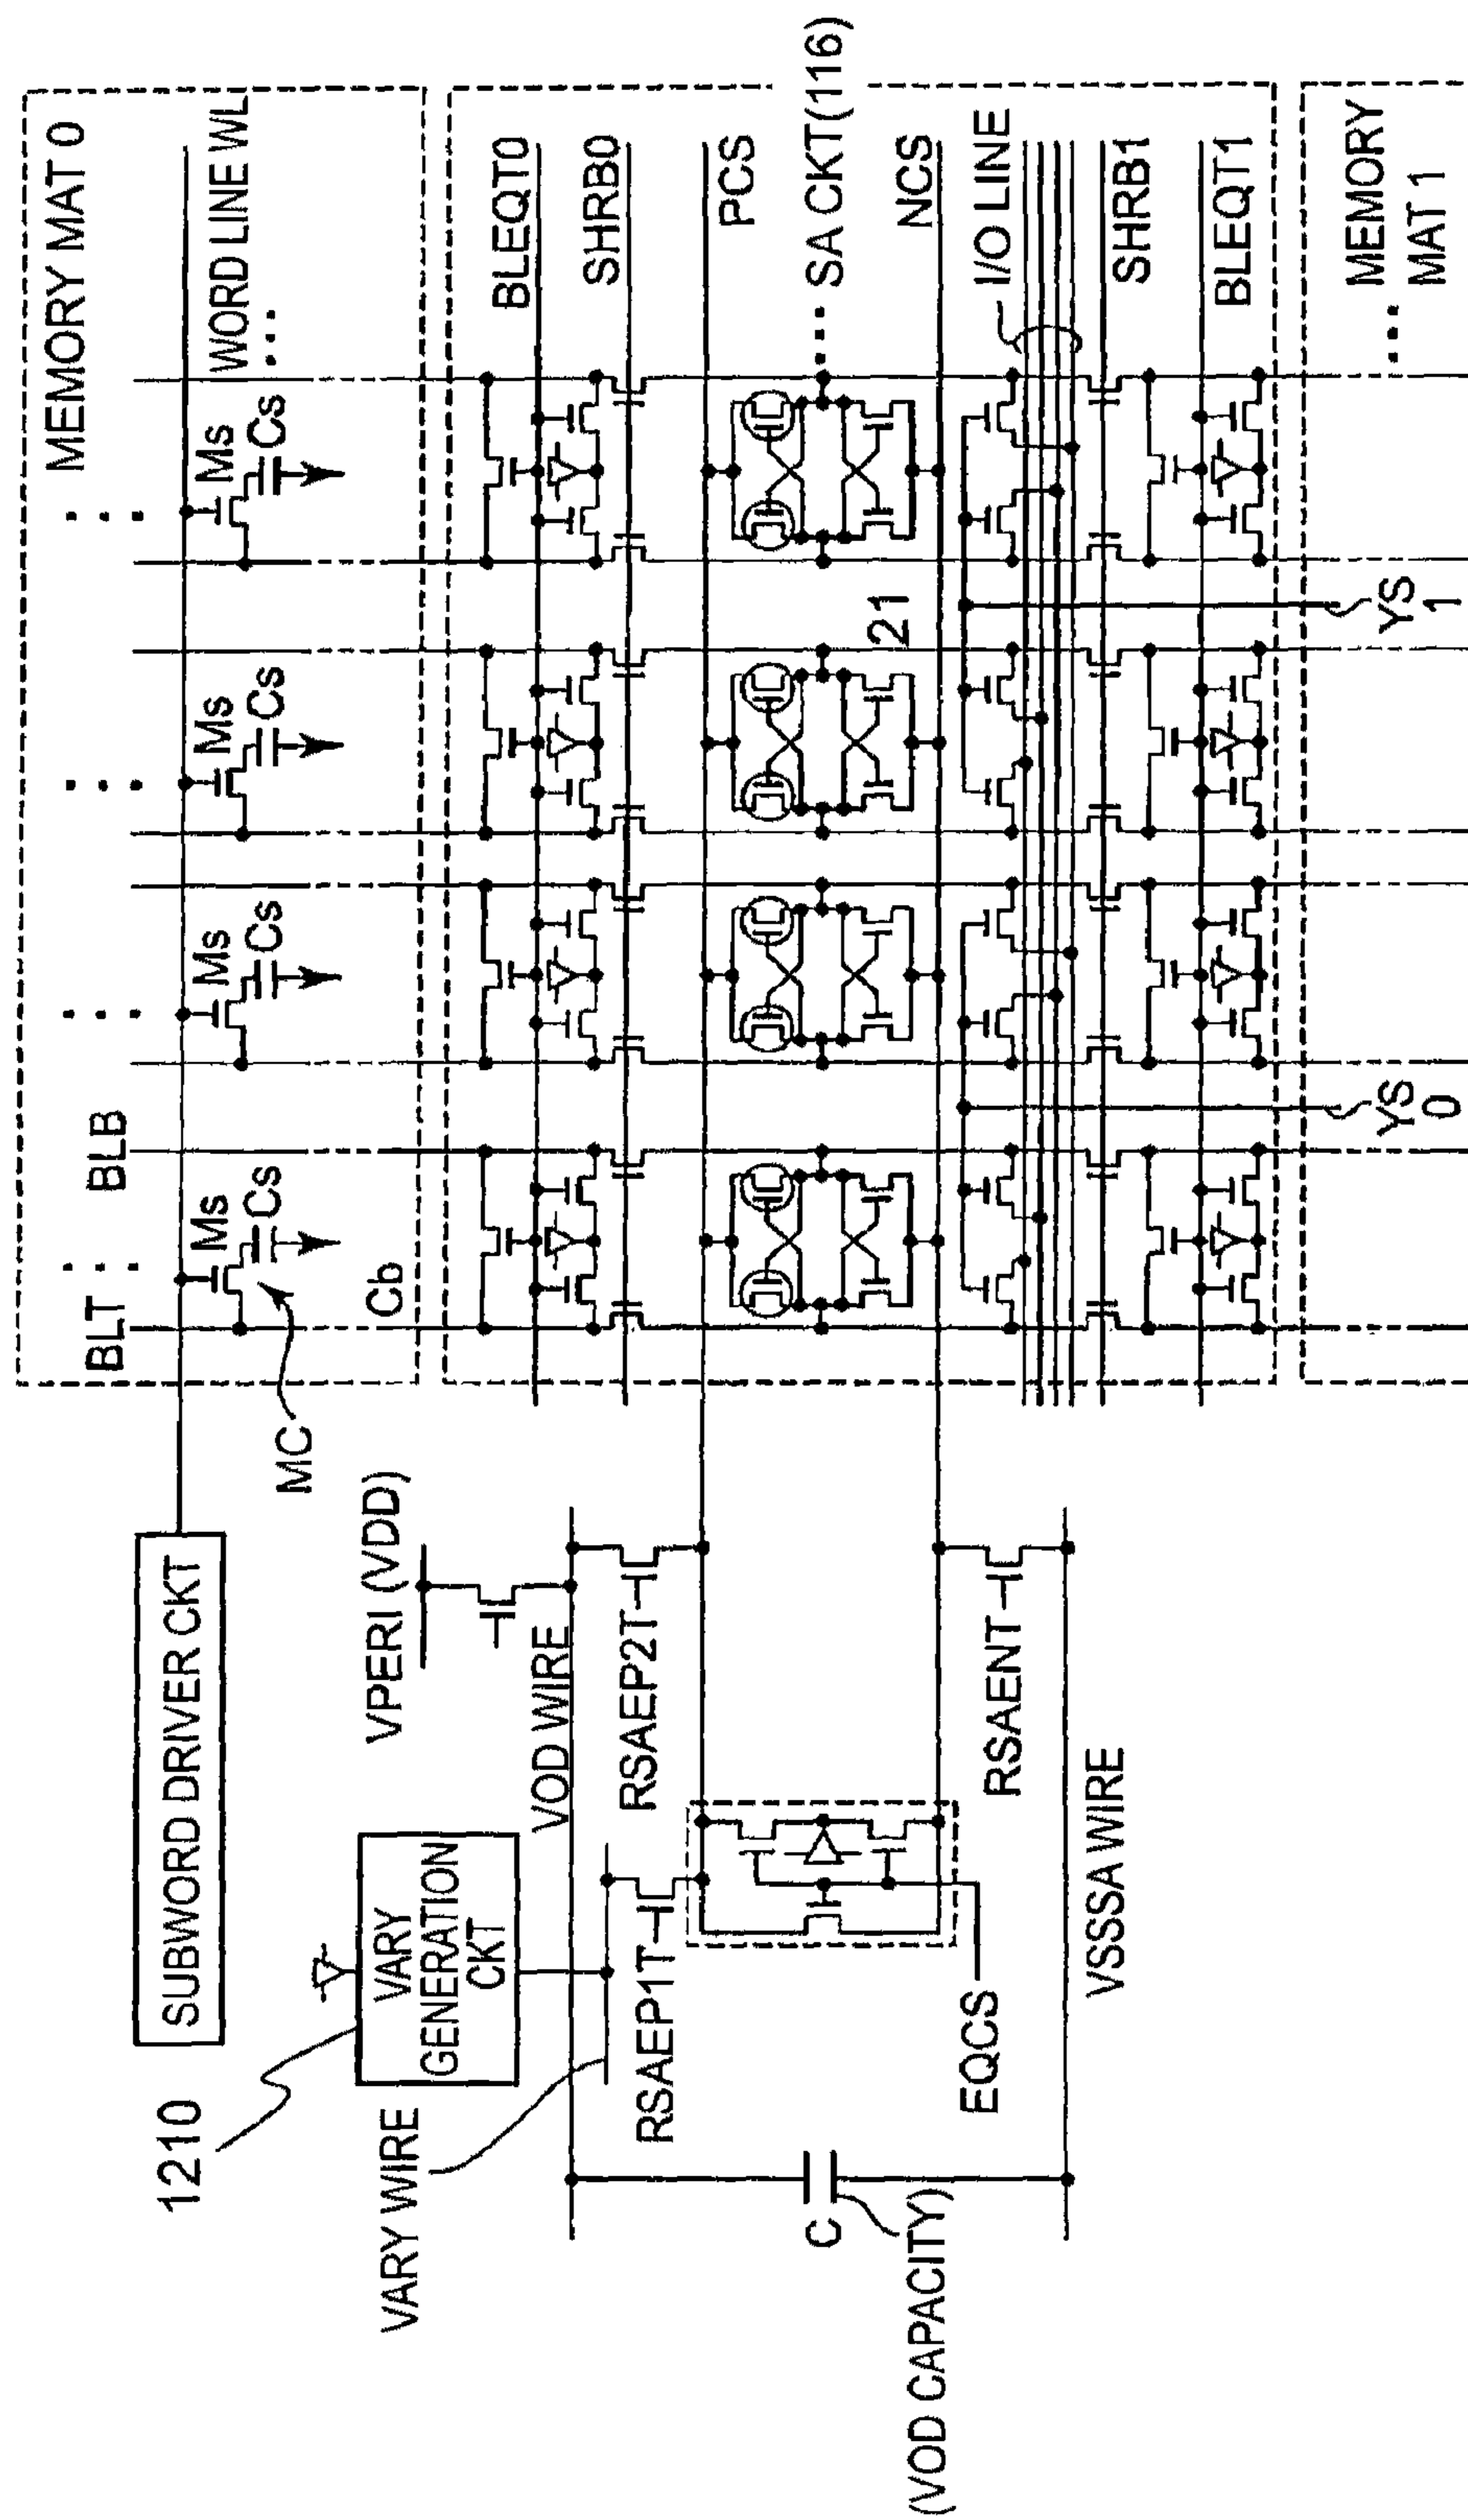 MEMORY MAT 0
WORD LINE WL
BLT
BLB
Ms
Cs
Ms
Cs
Ms
Cs
Ms
Cs
MC
Cb
SUBWORD DRIVER CKT
1210
VARY
GENERATION
CKT
VARY WIRE
VPERI (VDD)
VOD WIRE
RSAEP1T
RSAEP2T
EQCS
RSAENT
VSSSA WIRE
C
(VOD CAPACITY)
BLEQT0
SHRB0
PCS
SA CKT(116)
21
NCS
I/O LINE
SHRB1
BLEQT1
YS
0
YS
1
MEMORY
MAT 1